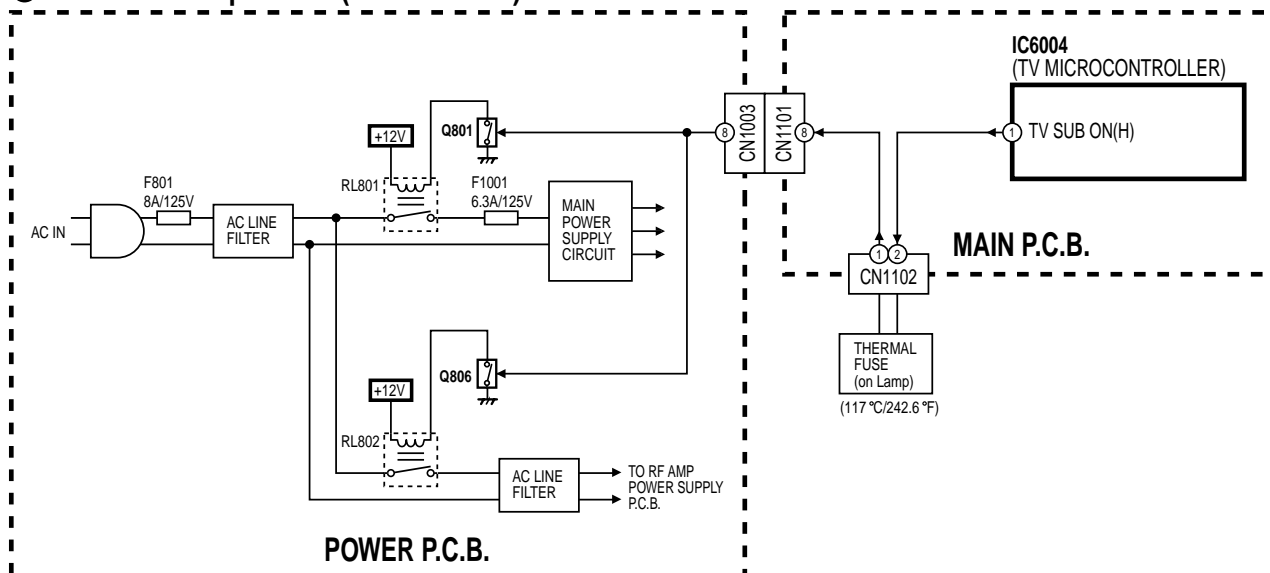 IC6004
(TV MICROCONTROLLER)
1 TV SUB ON(H)
MAIN P.C.B.
CN1003
CN1101
8
8
1 2
CN1102
THERMAL
FUSE
(on Lamp)
(117 °C/242.6 °F)
+12V
Q801
RL801
F801
8A/125V
F1001
6.3A/125V
AC IN
AC LINE
FILTER
MAIN
POWER
SUPPLY
CIRCUIT
+12V
Q806
RL802
AC LINE
FILTER
TO RF AMP
POWER SUPPLY
P.C.B.
POWER P.C.B.